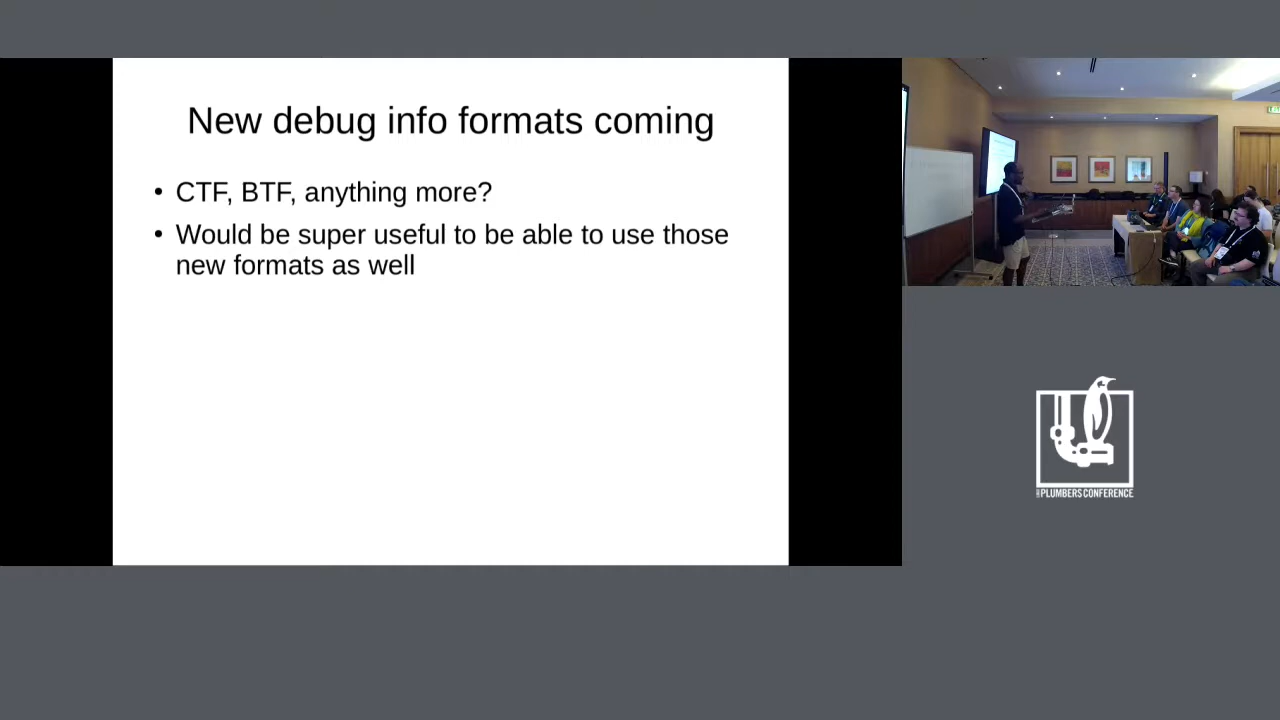 New debug info formats coming
• CTF, BTF, anything more?
• Would be super useful to be able to use those
new formats as well
PLUMBERS CONFERENCE